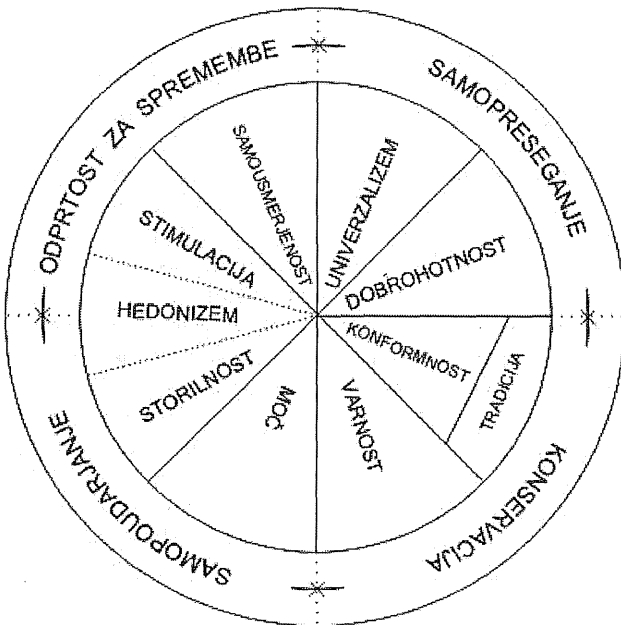 ODPRTOST ZA SPREMEMBE
SAMOPRESEGANJE
SAMOUSMERJENOST
UNIVERZALIZEM
STIMULACIJA
DOBROHOTNOST
HEDONIZEM
KONFORMNOST
TRADICIJA
STORILNOST
MOČ
VARNOST
SAMOPOUDARJANJE
KONSERVACIJA